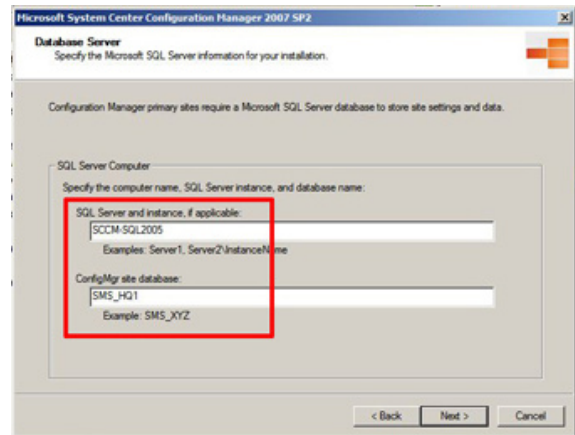 Microsoft System Center Configuration Manager 2007 SP2
Database Server
Specify the Microsoft SQL Server information for your installation.
Configuration Manager primary sites require a Microsoft SQL Server database to store site settings and data.
SQL Server Computer
Specify the computer name, SQL Server instance, and database name:
SQL Server and instance, if applicable:
SCCM-SQL2005
Examples: Server1, Server2\InstanceName
ConfigMgr site database:
SMS_HQ1
Example: SMS_XYZ
< Back Next > Cancel